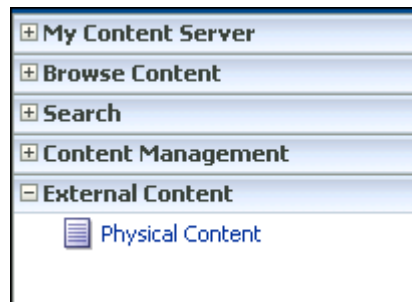 My Content Server
Browse Content
Search
Content Management
External Content
Physical Content